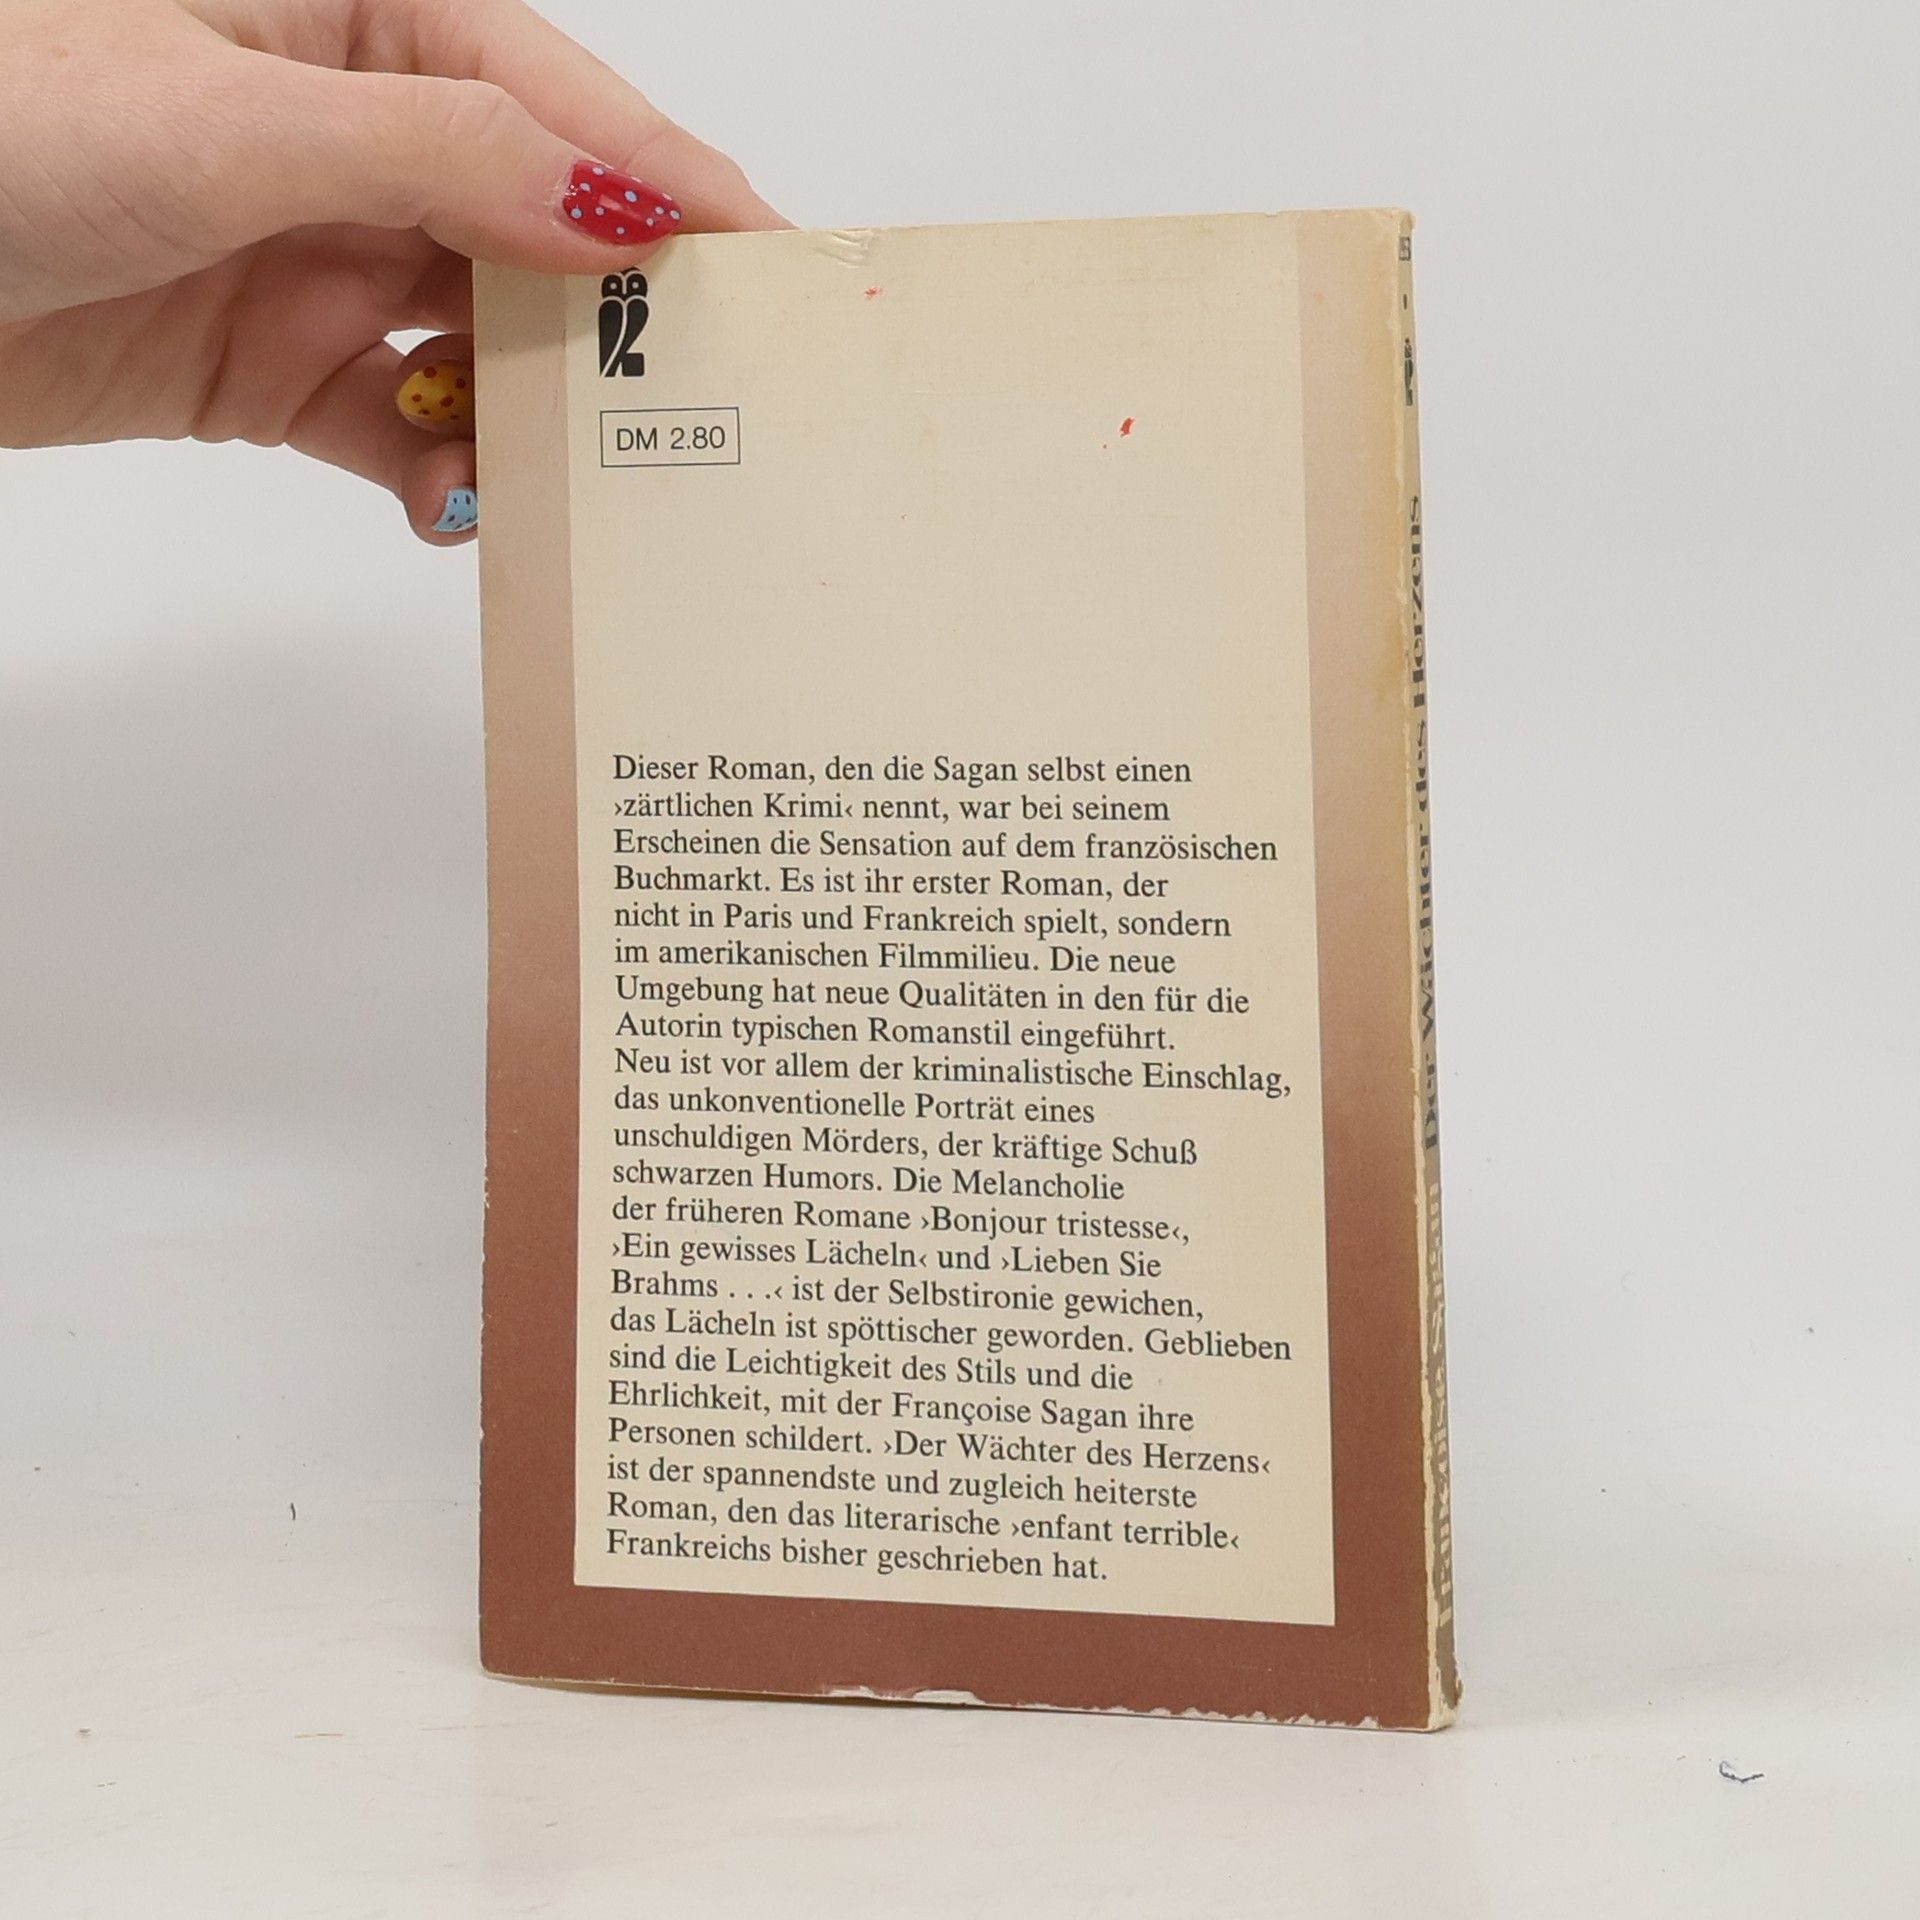 DM 2.80
Dieser Roman, den die Sagan selbst einen
›zärtlichen Krimi‹ nennt, war bei seinem
Erscheinen die Sensation auf dem französischen
Buchmarkt. Es ist ihr erster Roman, der
nicht in Paris und Frankreich spielt, sondern
im amerikanischen Filmmilieu. Die neue
Umgebung hat neue Qualitäten in den für die
Autorin typischen Romanstil eingeführt.
Neu ist vor allem der kriminalistische Einschlag,
das unkonventionelle Porträt eines
unschuldigen Mörders, der kräftige Schuß
schwarzen Humors. Die Melancholie
der früheren Romane ›Bonjour tristesse‹,
›Ein gewisses Lächeln‹ und ›Lieben Sie
Brahms . . .‹ ist der Selbstironie gewichen,
das Lächeln ist spöttischer geworden. Geblieben
sind die Leichtigkeit des Stils und die
Ehrlichkeit, mit der Françoise Sagan ihre
Personen schildert. ›Der Wächter des Herzens‹
ist der spannendste und zugleich heiterste
Roman, den das literarische ›enfant terrible‹
Frankreichs bisher geschrieben hat.
Françoise Sagan Der Wächter des Herzens